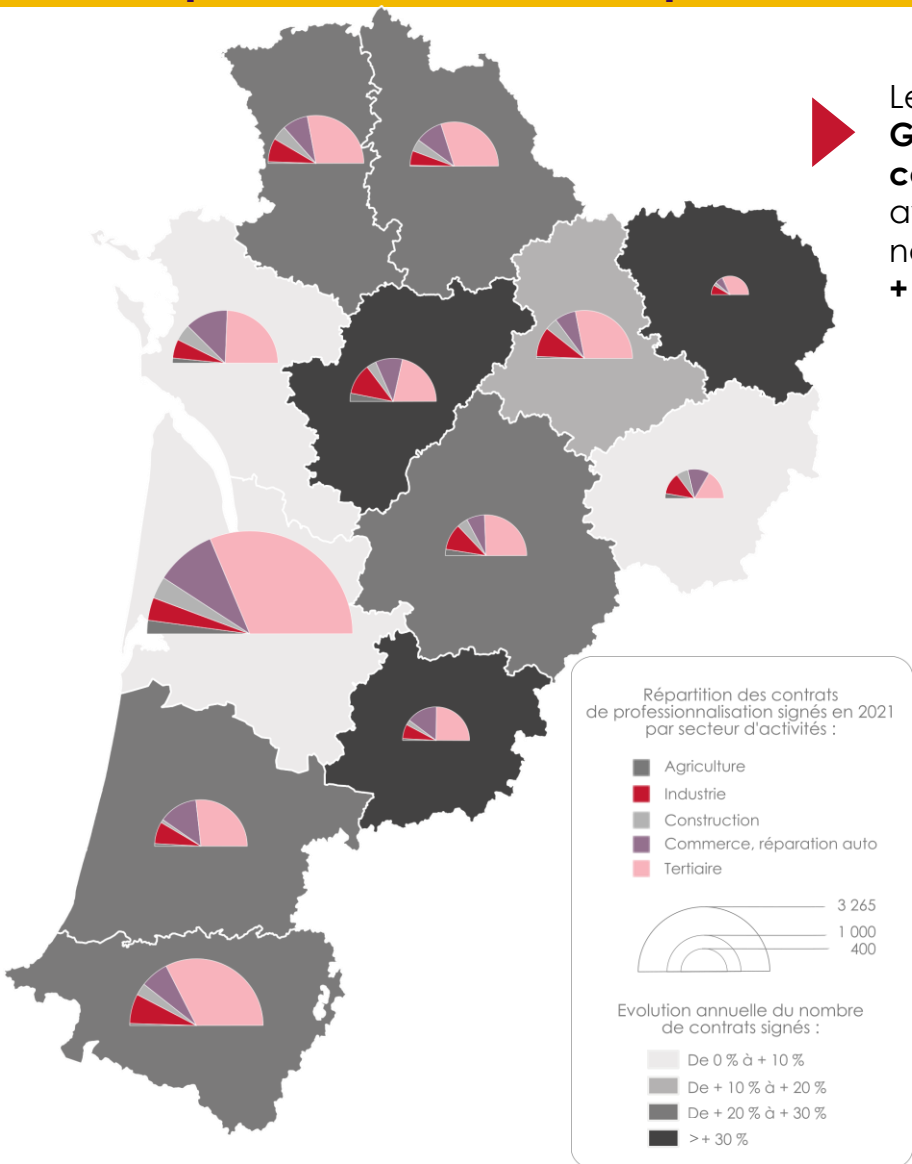 Le
G
c
a
n
+
Répartition des contrats
de professionnalisation signés en 2021
par secteur d'activités :
Agriculture
Industrie
Construction
Commerce, réparation auto
Tertiaire
3 265
1 000
400
Evolution annuelle du nombre
de contrats signés :
De 0 % à + 10 %
De + 10 % à + 20 %
De + 20 % à + 30 %
> + 30 %